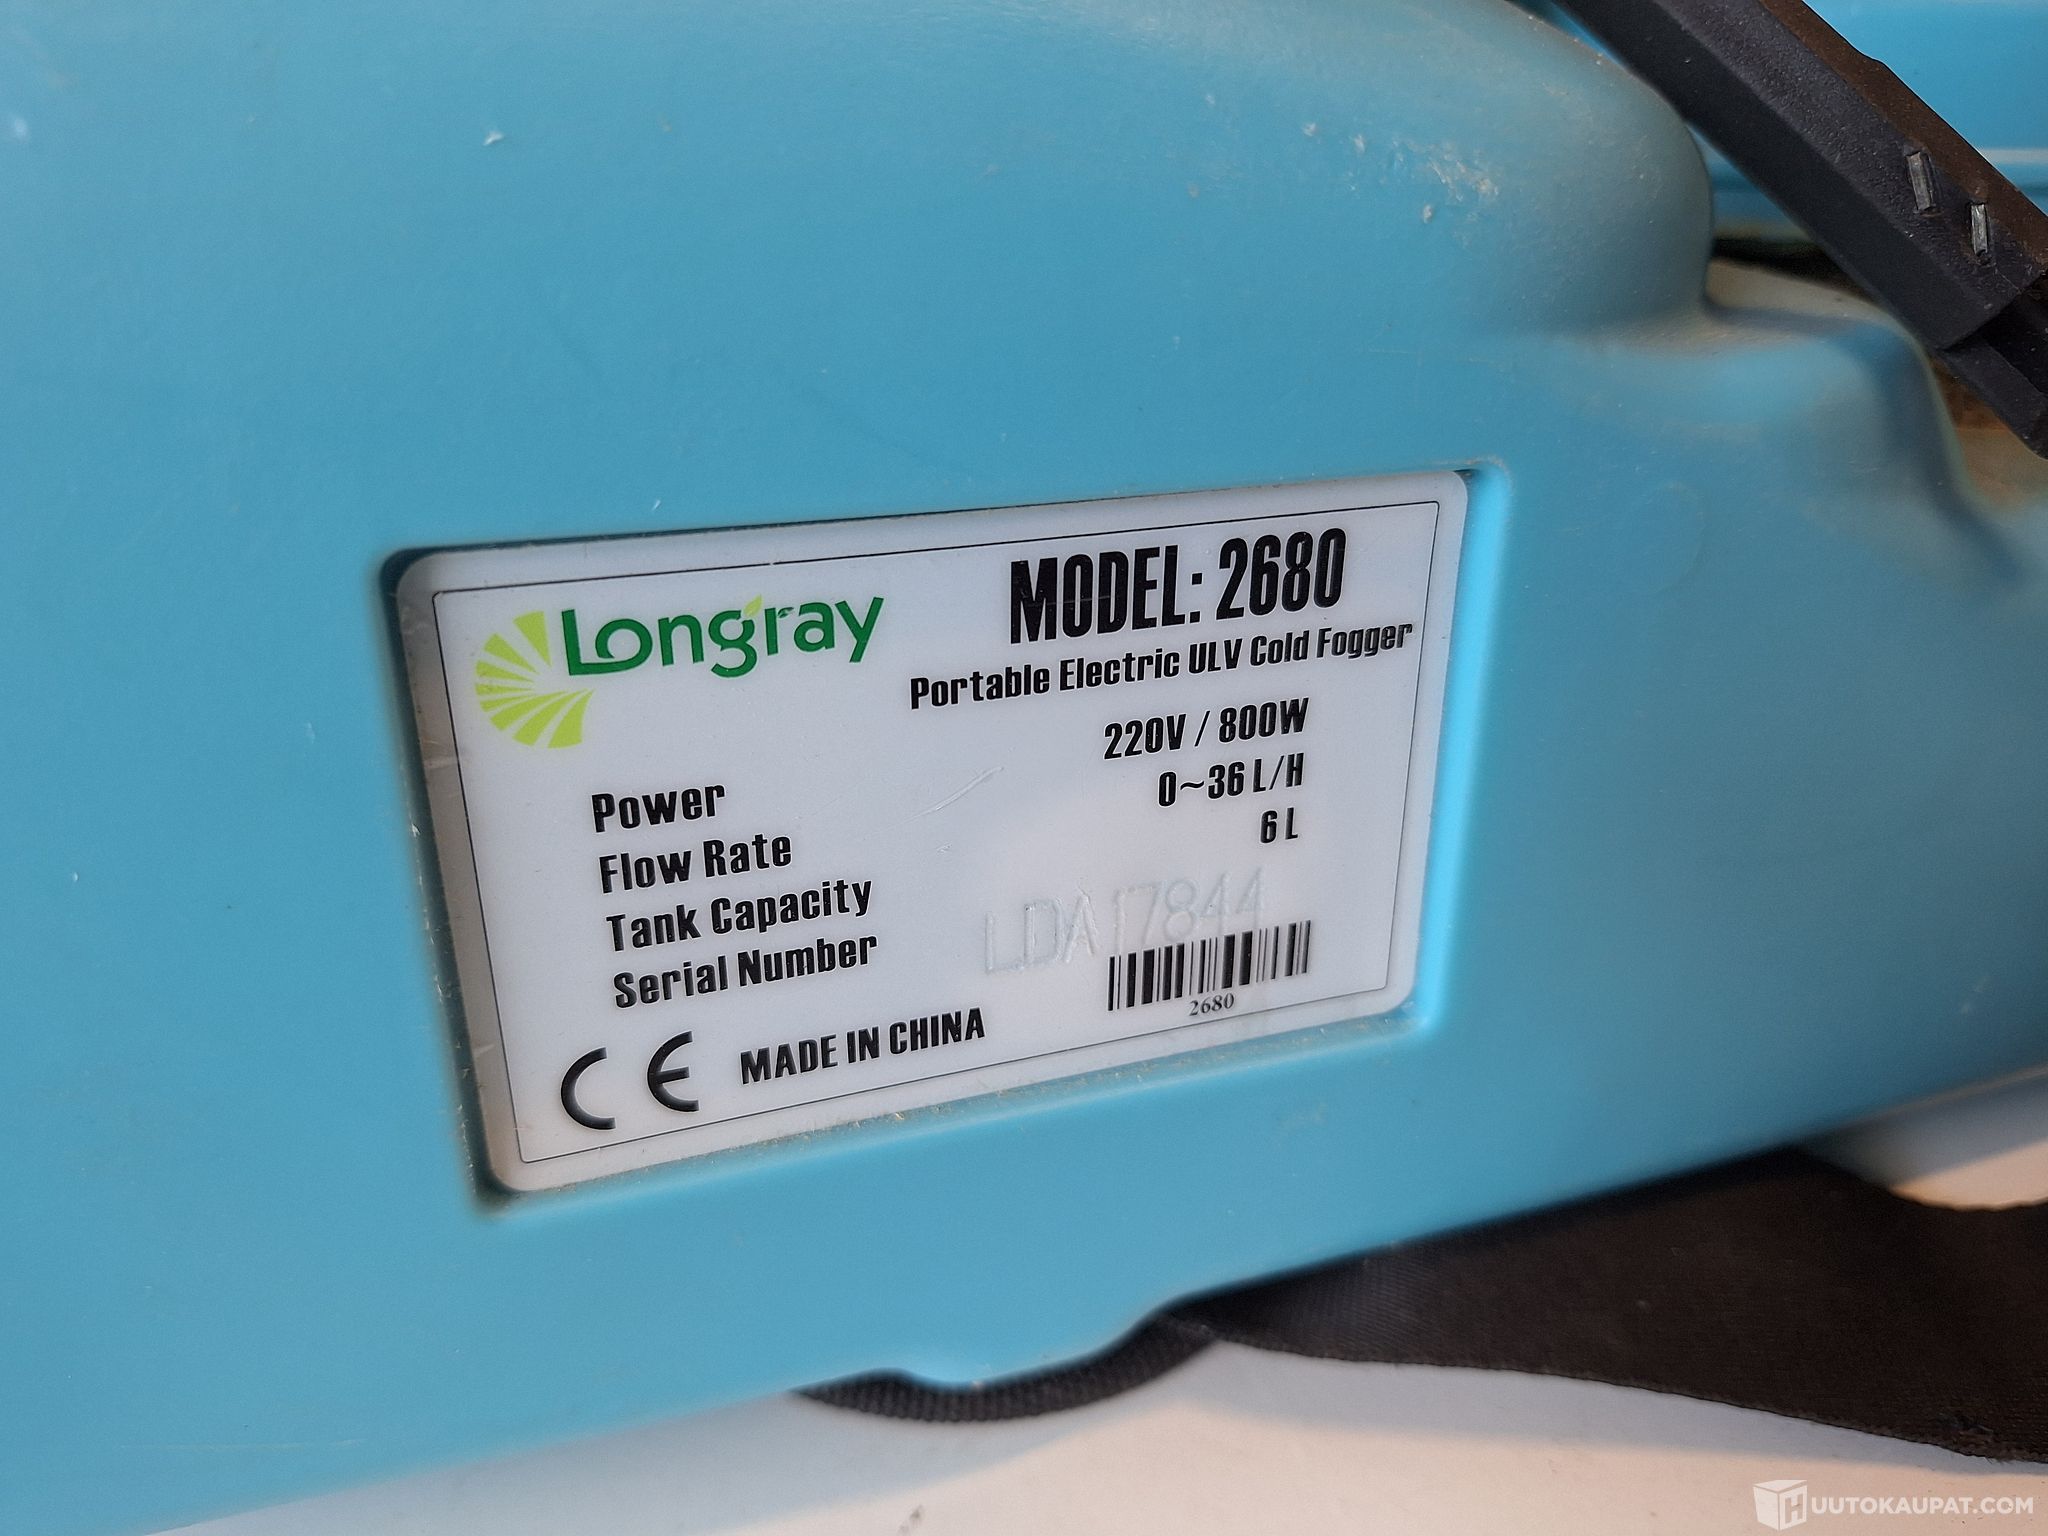 Longray
MODEL: 2680
Portable Electric ULV Cold Fogger
Power 220V / 800W
Flow Rate 0~36 L/H
Tank Capacity 6 L
Serial Number LDA17844
2680
CE MADE IN CHINA
HUUTOKAUPAT.COM